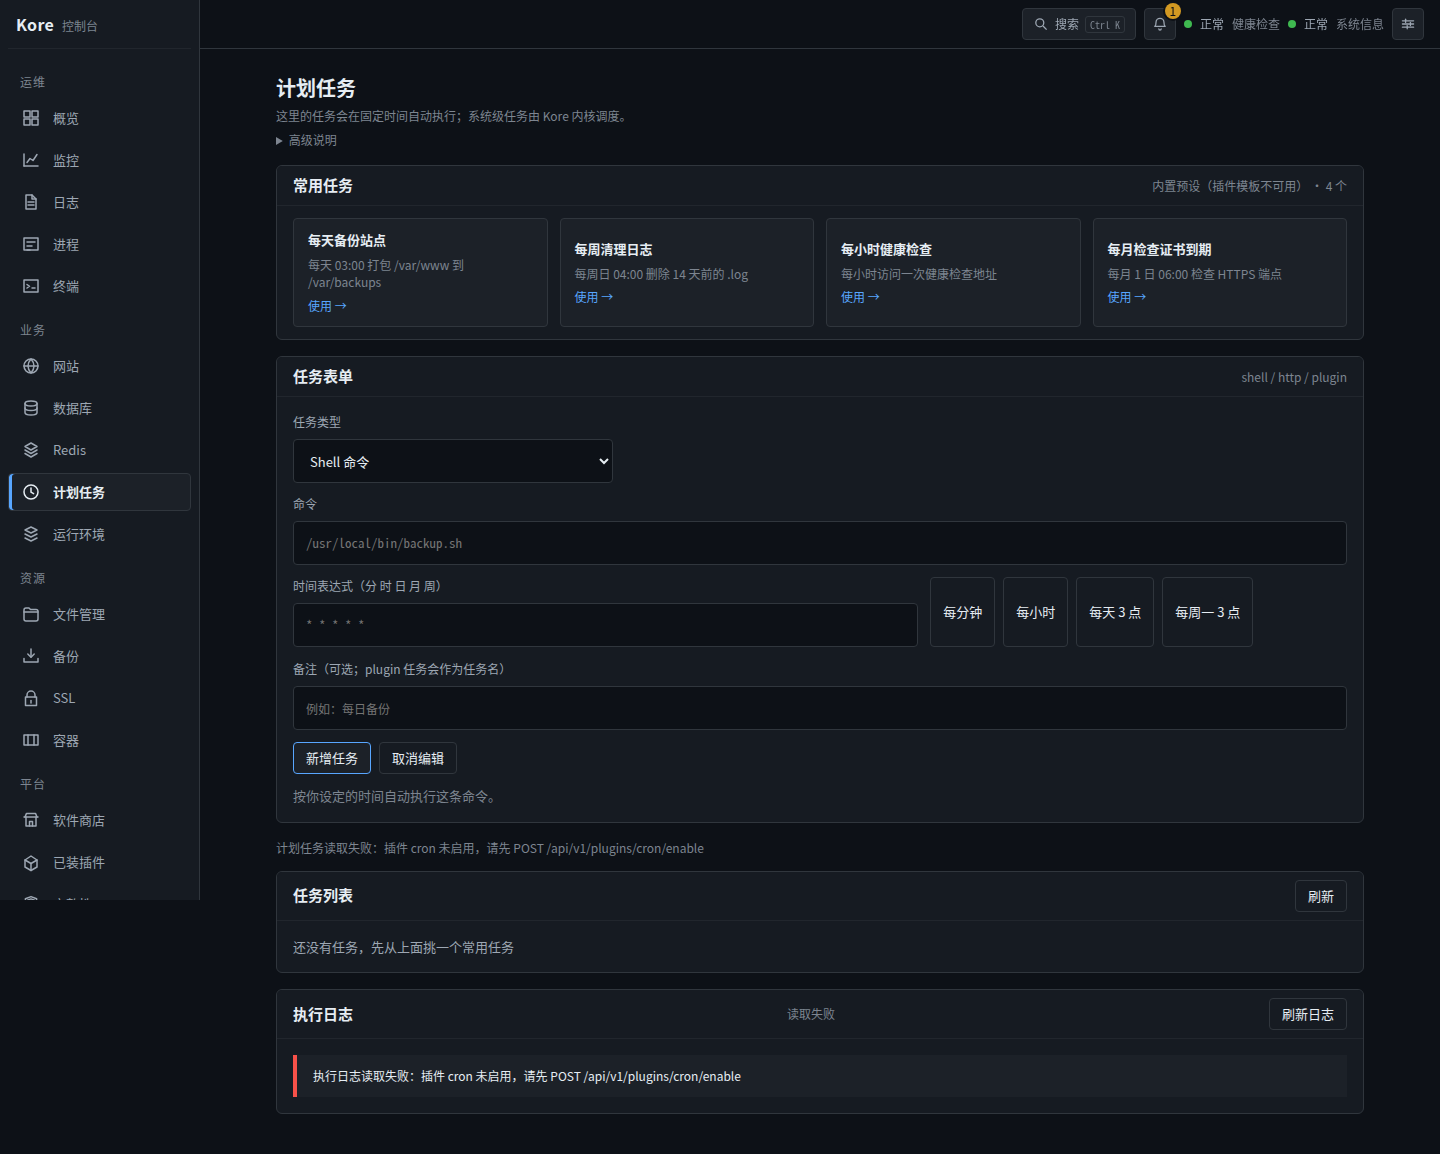 Kore 控制台
搜索 Ctrl K
1
正常 健康检查
正常 系统信息
运维
概览
监控
日志
进程
终端
业务
网站
数据库
Redis
计划任务
运行环境
资源
文件管理
备份
SSL
容器
平台
软件商店
已装插件
计划任务
这里的任务会在固定时间自动执行；系统级任务由 Kore 内核调度。
高级说明
常用任务
内置预设（插件模板不可用） · 4 个
每天备份站点
每天 03:00 打包 /var/www 到
/var/backups
使用 →
每周清理日志
每周日 04:00 删除 14 天前的 .log
使用 →
每小时健康检查
每小时访问一次健康检查地址
使用 →
每月检查证书到期
每月 1 日 06:00 检查 HTTPS 端点
使用 →
任务表单
shell / http / plugin
任务类型
Shell 命令
命令
/usr/local/bin/backup.sh
时间表达式（分 时 日 月 周）
* * * * *
每分钟
每小时
每天 3 点
每周一 3 点
备注（可选；plugin 任务会作为任务名）
例如：每日备份
新增任务
取消编辑
按你设定的时间自动执行这条命令。
计划任务读取失败：插件 cron 未启用，请先 POST /api/v1/plugins/cron/enable
任务列表
刷新
还没有任务，先从上面挑一个常用任务
执行日志
读取失败
刷新日志
执行日志读取失败：插件 cron 未启用，请先 POST /api/v1/plugins/cron/enable